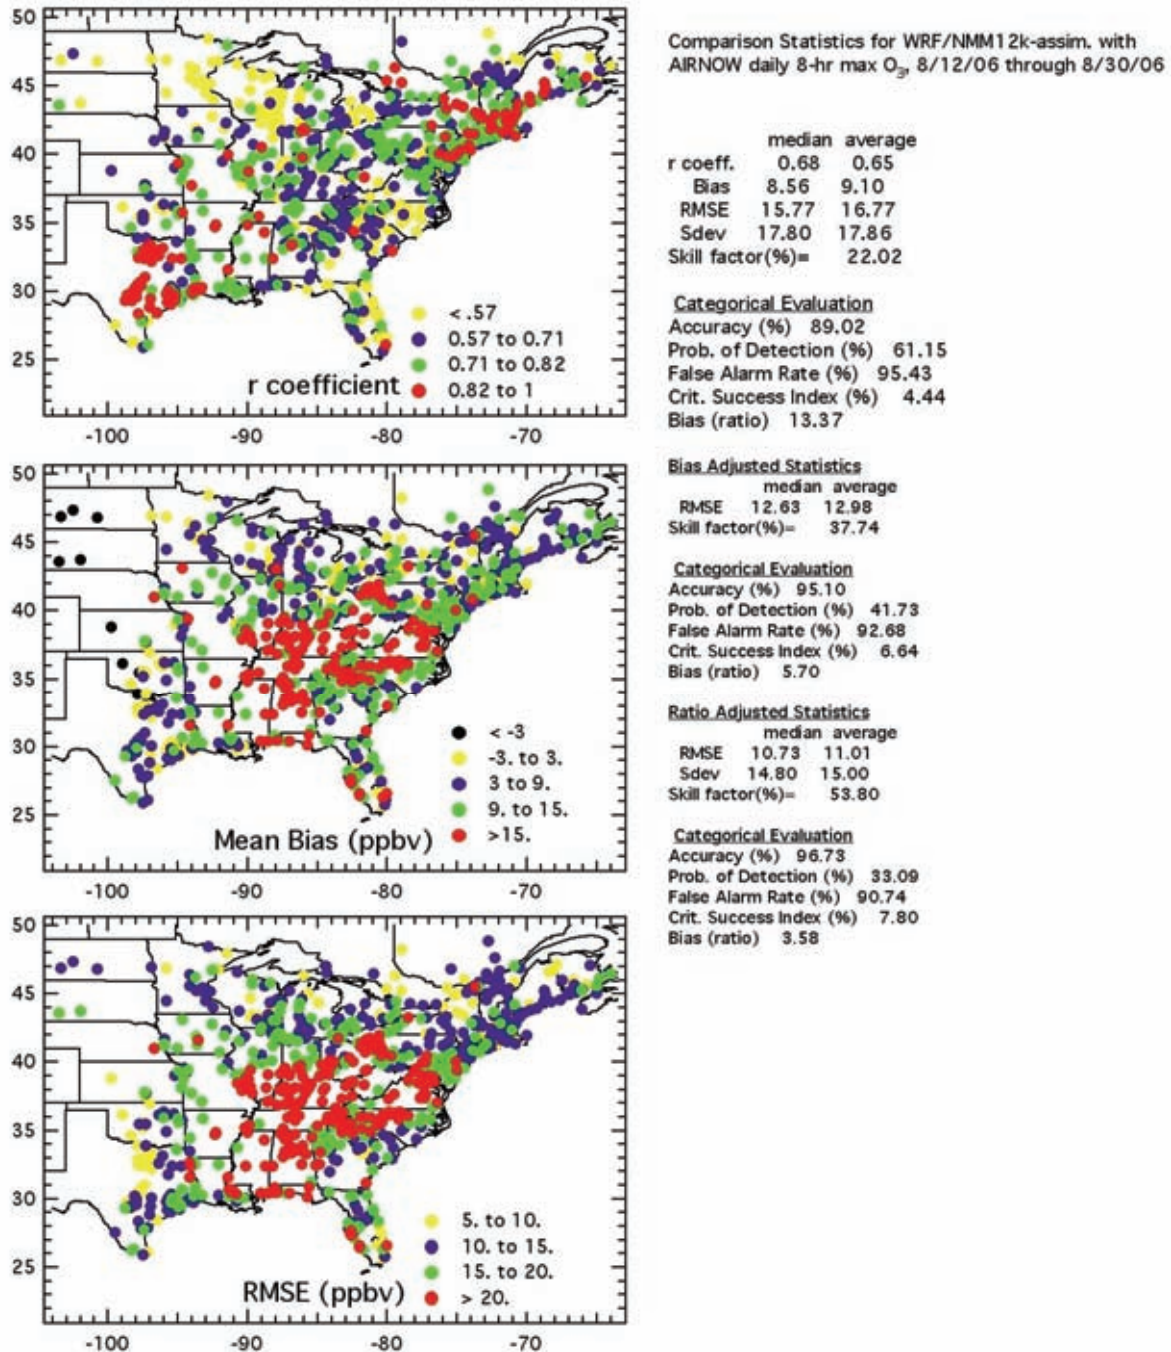 50
45
40
35
30
25
-100 -90 -80 -70
< .57
0.57 to 0.71
0.71 to 0.82
0.82 to 1
r coefficient
50
45
40
35
30
25
-100 -90 -80 -70
< -3
-3. to 3.
3 to 9.
9. to 15.
>15.
Mean Bias (ppbv)
50
45
40
35
30
25
-100 -90 -80 -70
5. to 10.
10. to 15.
15. to 20.
> 20.
RMSE (ppbv)
Comparison Statistics for WRF/NMM12k-assim. with
AIRNOW daily 8-hr max O3, 8/12/06 through 8/30/06
median average
r coeff. 0.68 0.65
Bias 8.56 9.10
RMSE 15.77 16.77
Sdev 17.80 17.86
Skill factor(%)= 22.02
Categorical Evaluation
Accuracy (%) 89.02
Prob. of Detection (%) 61.15
False Alarm Rate (%) 95.43
Crit. Success Index (%) 4.44
Bias (ratio) 13.37
Bias Adjusted Statistics
median average
RMSE 12.63 12.98
Skill factor(%)= 37.74
Categorical Evaluation
Accuracy (%) 95.10
Prob. of Detection (%) 41.73
False Alarm Rate (%) 92.68
Crit. Success Index (%) 6.64
Bias (ratio) 5.70
Ratio Adjusted Statistics
median average
RMSE 10.73 11.01
Sdev 14.80 15.00
Skill factor(%)= 53.80
Categorical Evaluation
Accuracy (%) 96.73
Prob. of Detection (%) 33.09
False Alarm Rate (%) 90.74
Crit. Success Index (%) 7.80
Bias (ratio) 3.58